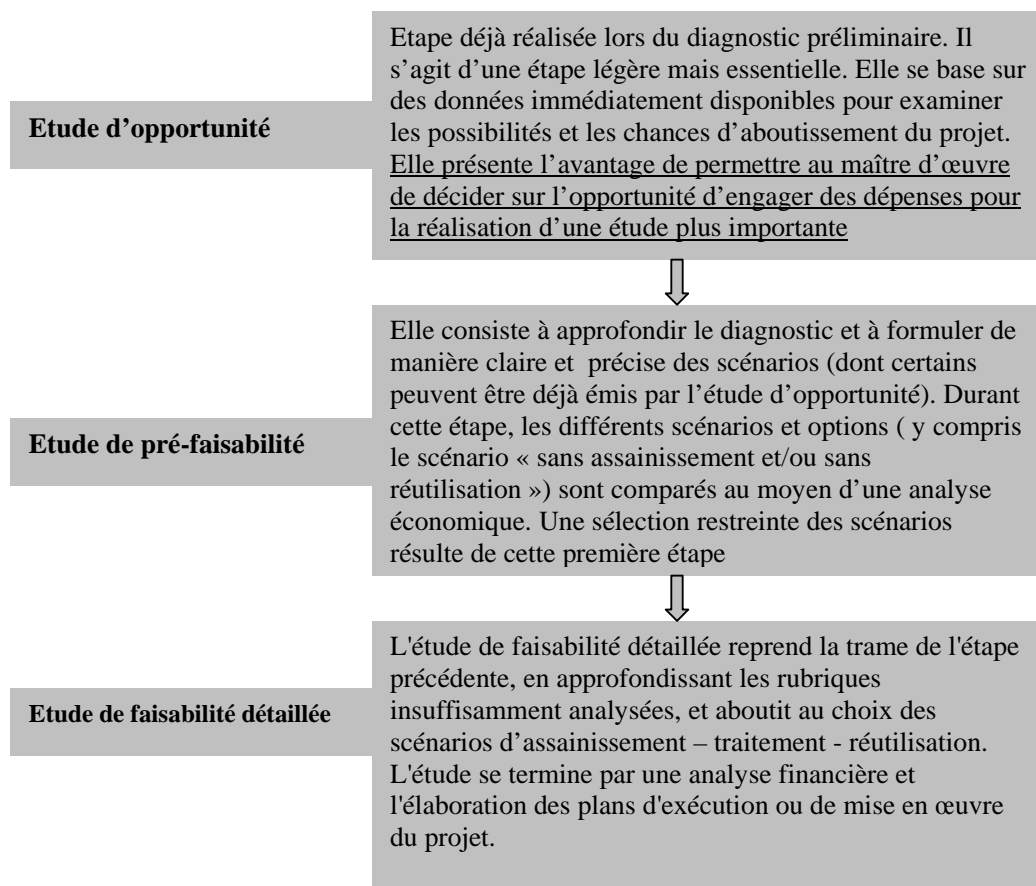 Etude d’opportunité
Etape déjà réalisée lors du diagnostic préliminaire. Il
s’agit d’une étape légère mais essentielle. Elle se base sur
des données immédiatement disponibles pour examiner
les possibilités et les chances d’aboutissement du projet.
Elle présente l’avantage de permettre au maître d’œuvre
de décider sur l’opportunité d’engager des dépenses pour
la réalisation d’une étude plus importante
Etude de pré-faisabilité
Elle consiste à approfondir le diagnostic et à formuler de
manière claire et précise des scénarios (dont certains
peuvent être déjà émis par l’étude d’opportunité). Durant
cette étape, les différents scénarios et options ( y compris
le scénario « sans assainissement et/ou sans
réutilisation ») sont comparés au moyen d’une analyse
économique. Une sélection restreinte des scénarios
résulte de cette première étape
Etude de faisabilité détaillée
L'étude de faisabilité détaillée reprend la trame de l'étape
précédente, en approfondissant les rubriques
insuffisamment analysées, et aboutit au choix des
scénarios d’assainissement – traitement - réutilisation.
L'étude se termine par une analyse financière et
l'élaboration des plans d'exécution ou de mise en œuvre
du projet.